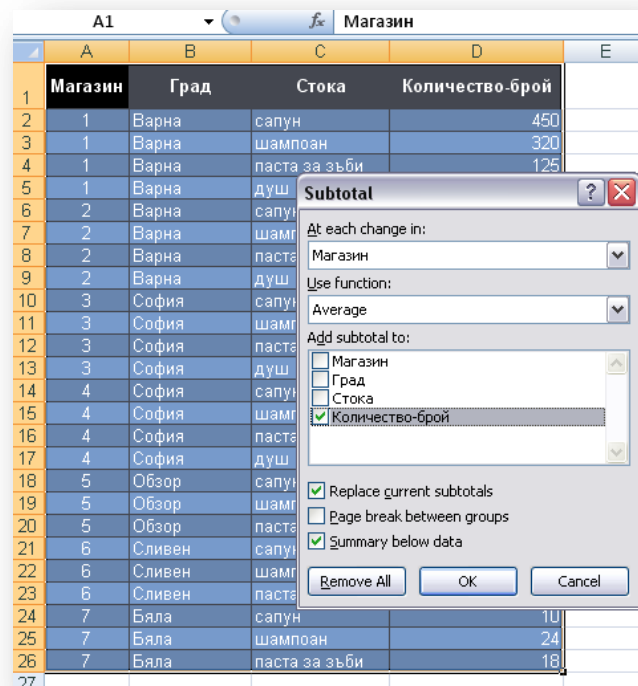 A1 fx Магазин
A B C D E
1 Магазин Град Стока Количество-брой
2 1 Варна сапун 450
3 1 Варна шампоан 320
4 1 Варна паста за зъби 125
5 1 Варна душ
6 2 Варна
7 2 Варна
8 2 Варна паста
9 2 Варна душ
10 3 София
11 3 София
12 3 София паста
13 3 София душ
14 4 София
15 4 София
16 4 София паста
17 4 София душ
18 5 Обзор
19 5 Обзор
20 5 Обзор паста
21 6 Сливен
22 6 Сливен
23 6 Сливен паста
24 7 Бяла сапун 10
25 7 Бяла шампоан 24
26 7 Бяла паста за зъби 18
27
Subtotal
At each change in:
Магазин
Use function:
Average
Add subtotal to:
Магазин
Град
Стока
Количество-брой
Replace current subtotals
Page break between groups
Summary below data
Remove All OK Cancel